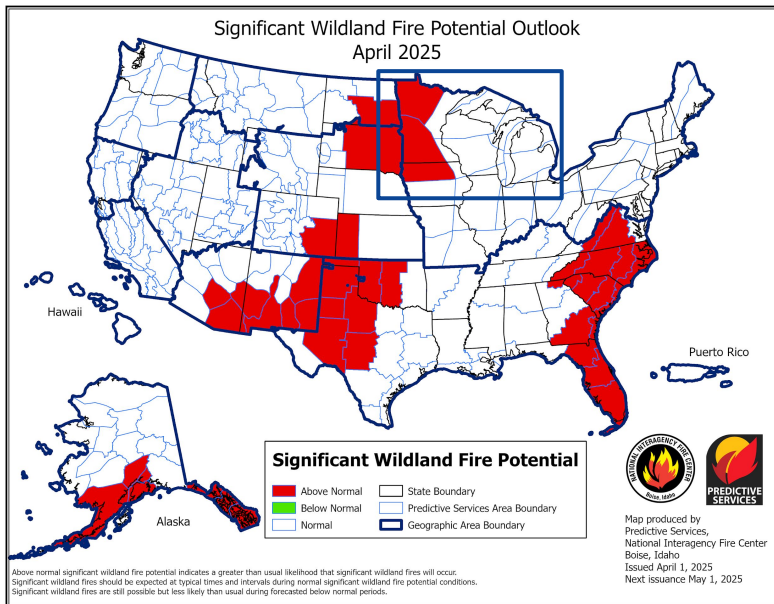 Significant Wildland Fire Potential Outlook
April 2025
Hawaii
Puerto Rico
Alaska
Significant Wildland Fire Potential
Above Normal
Below Normal
Normal
State Boundary
Predictive Services Area Boundary
Geographic Area Boundary
NATIONAL INTERAGENCY FIRE CENTER
Boise, Idaho
PREDICTIVE
SERVICES
Map produced by
Predictive Services,
National Interagency Fire Center
Boise, Idaho
Issued April 1, 2025
Next issuance May 1, 2025
Above normal significant wildland fire potential indicates a greater than usual likelihood that significant wildland fires will occur.
Significant wildland fires should be expected at typical times and intervals during normal significant wildland fire potential conditions.
Significant wildland fires are still possible but less likely than usual during forecasted below normal periods.